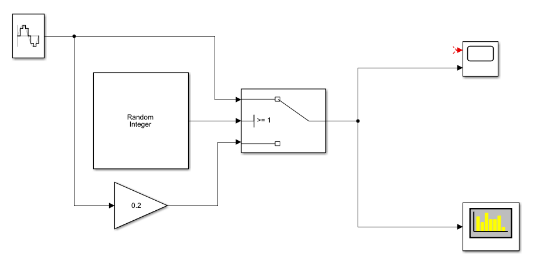 Random
Integer
>= 1
0.2